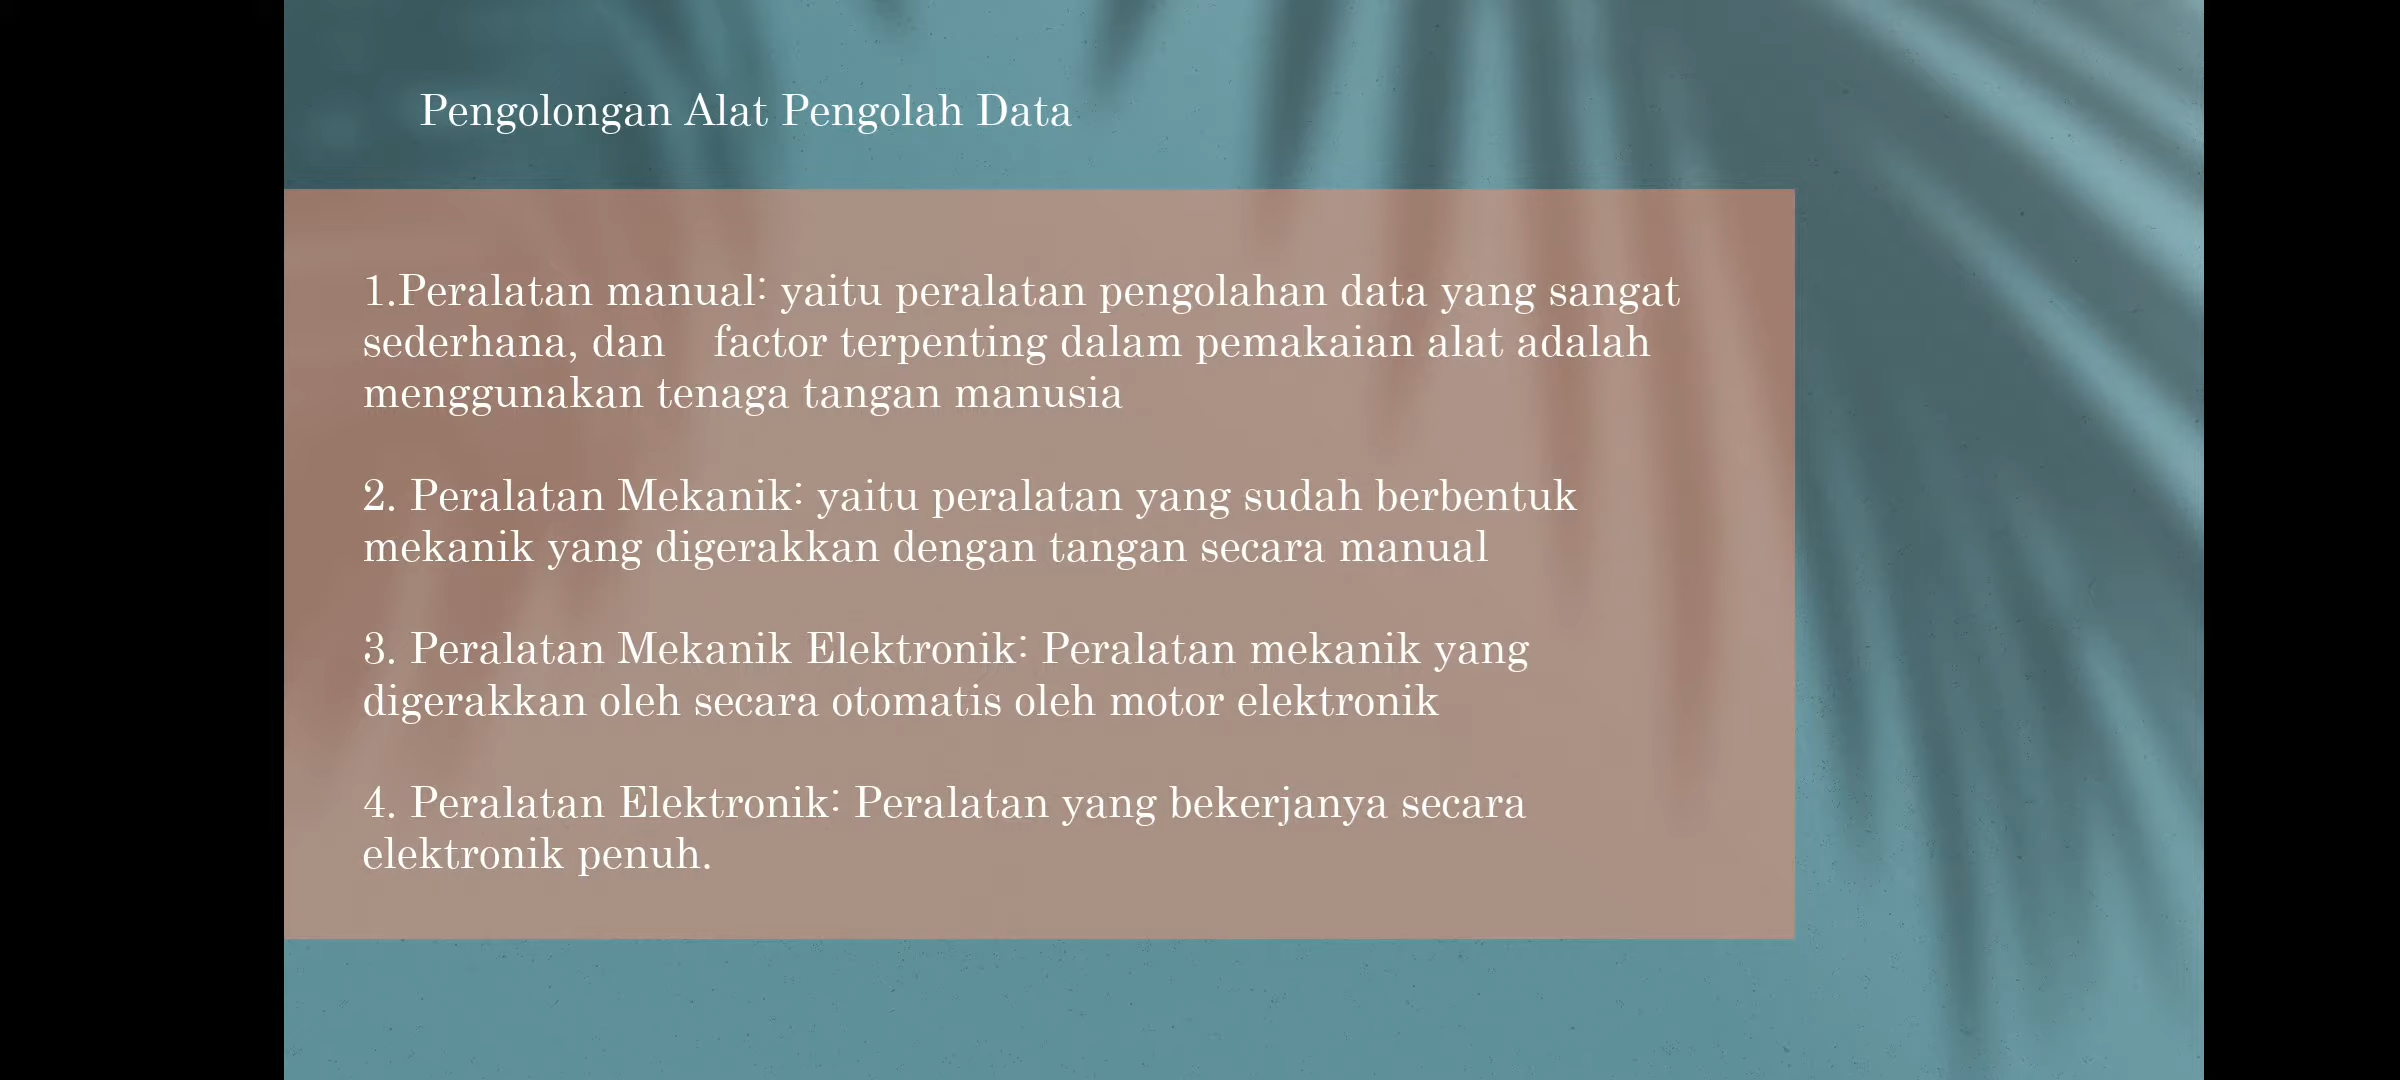 Pengolongan Alat Pengolah Data
1.Peralatan manual: yaitu peralatan pengolahan data yang sangat
sederhana, dan    factor terpenting dalam pemakaian alat adalah
menggunakan tenaga tangan manusia
2. Peralatan Mekanik: yaitu peralatan yang sudah berbentuk
mekanik yang digerakkan dengan tangan secara manual
3. Peralatan Mekanik Elektronik: Peralatan mekanik yang
digerakkan oleh secara otomatis oleh motor elektronik
4. Peralatan Elektronik: Peralatan yang bekerjanya secara
elektronik penuh.